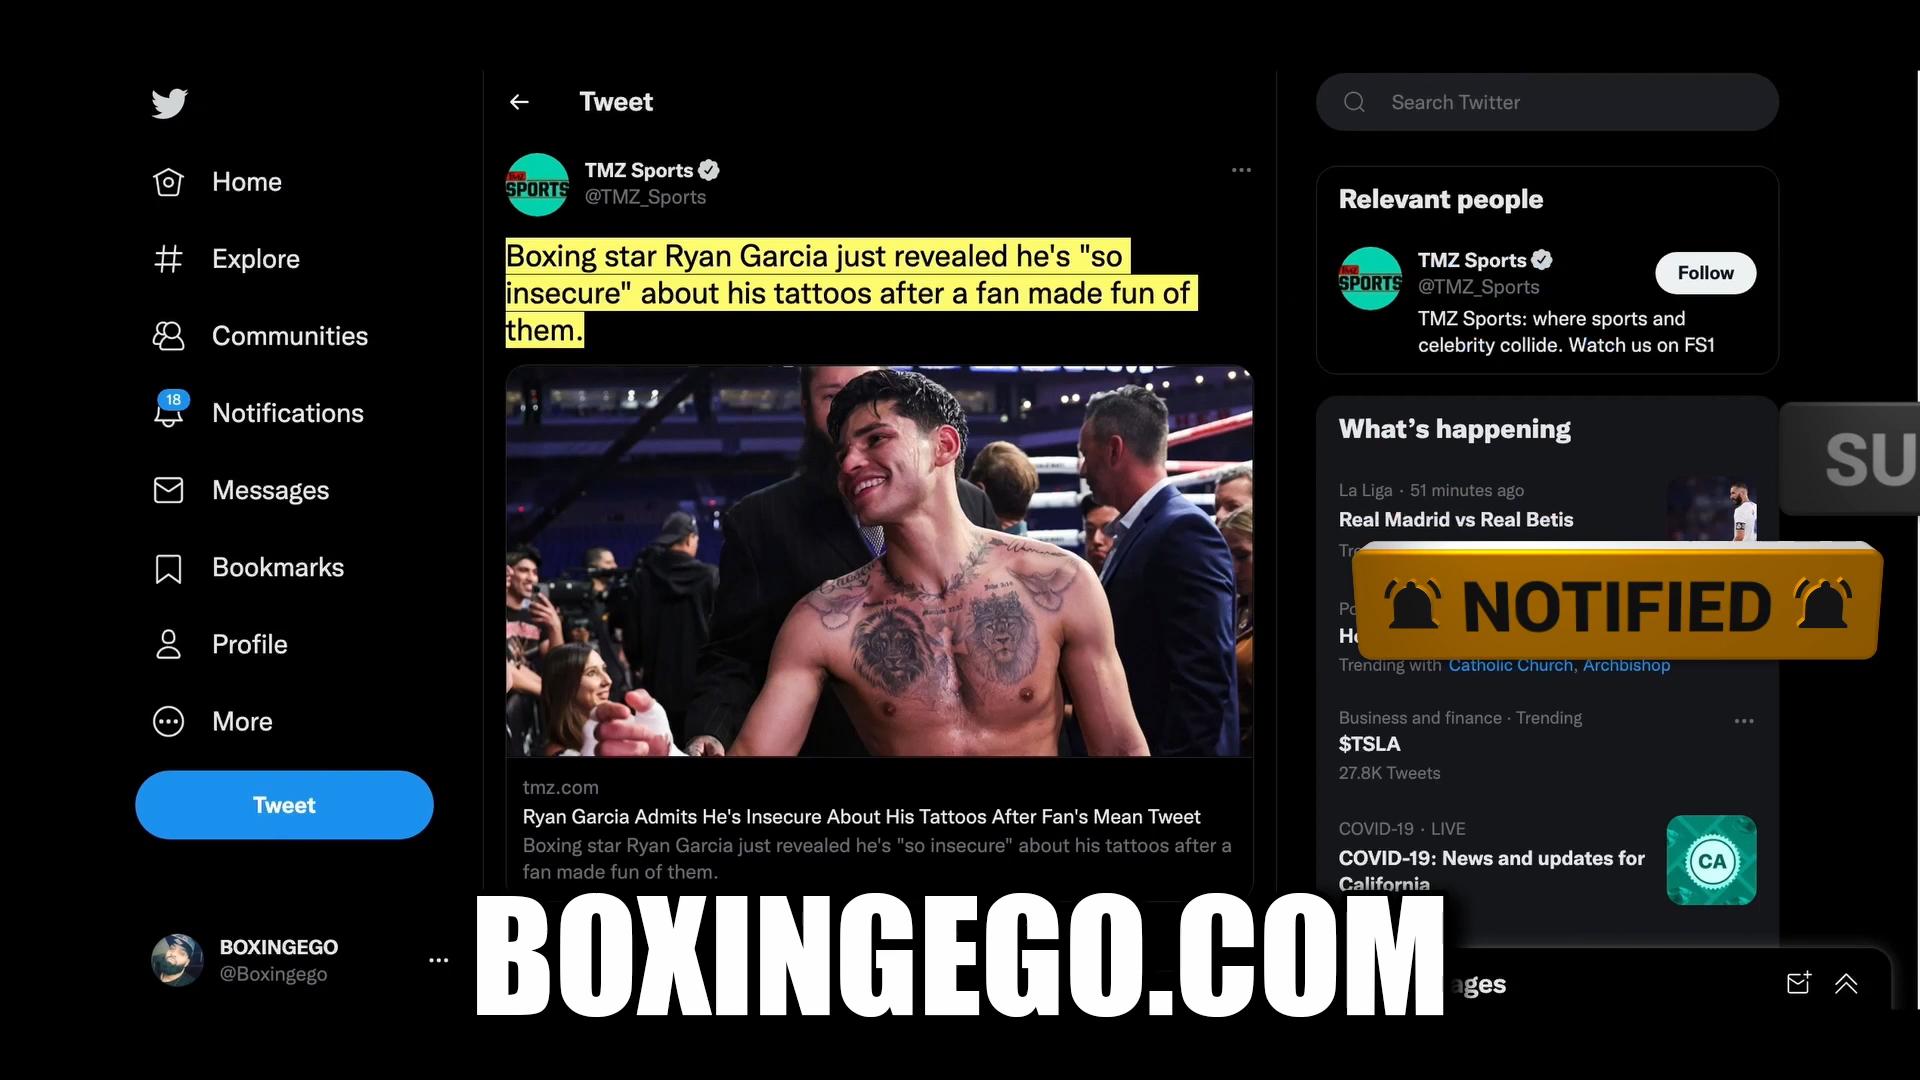 Home
Explore
Communities
18
Notifications
Messages
Bookmarks
Profile
More
Tweet
BOXINGEGO
@Boxingego
Tweet
TMZ
SPORTS
TMZ Sports
@TMZ_Sports
Boxing star Ryan Garcia just revealed he's "so
insecure" about his tattoos after a fan made fun of
them.
tmz.com
Ryan Garcia Admits He's Insecure About His Tattoos After Fan's Mean Tweet
Boxing star Ryan Garcia just revealed he's "so insecure" about his tattoos after a
fan made fun of them.
BOXINGEGO.COM
Search Twitter
Relevant people
TMZ
SPORTS
TMZ Sports
@TMZ_Sports
Follow
TMZ Sports: where sports and
celebrity collide. Watch us on FS1
What's happening
La Liga · 51 minutes ago
Real Madrid vs Real Betis
SU
NOTIFIED
Trending with Catholic Church, Archbishop
Business and finance · Trending
$TSLA
27.8K Tweets
COVID-19 · LIVE
COVID-19: News and updates for
California
CA
ages